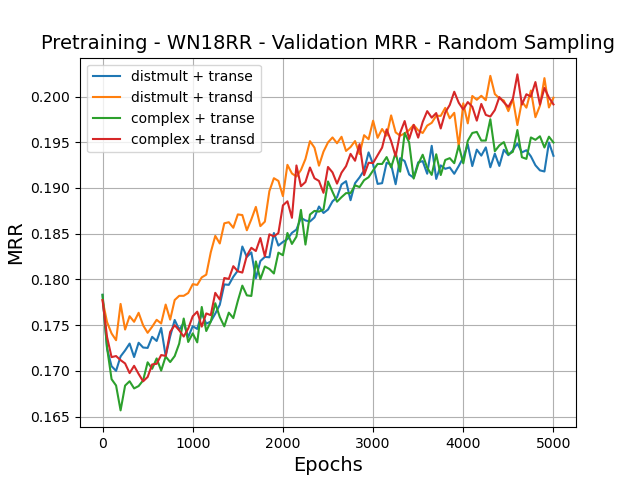 Pretraining - WN18RR - Validation MRR - Random Sampling
distmult + transe
distmult + transd
complex + transe
complex + transd
MRR
0.200
0.195
0.190
0.185
0.180
0.175
0.170
0.165
0
1000
2000
3000
4000
5000
Epochs